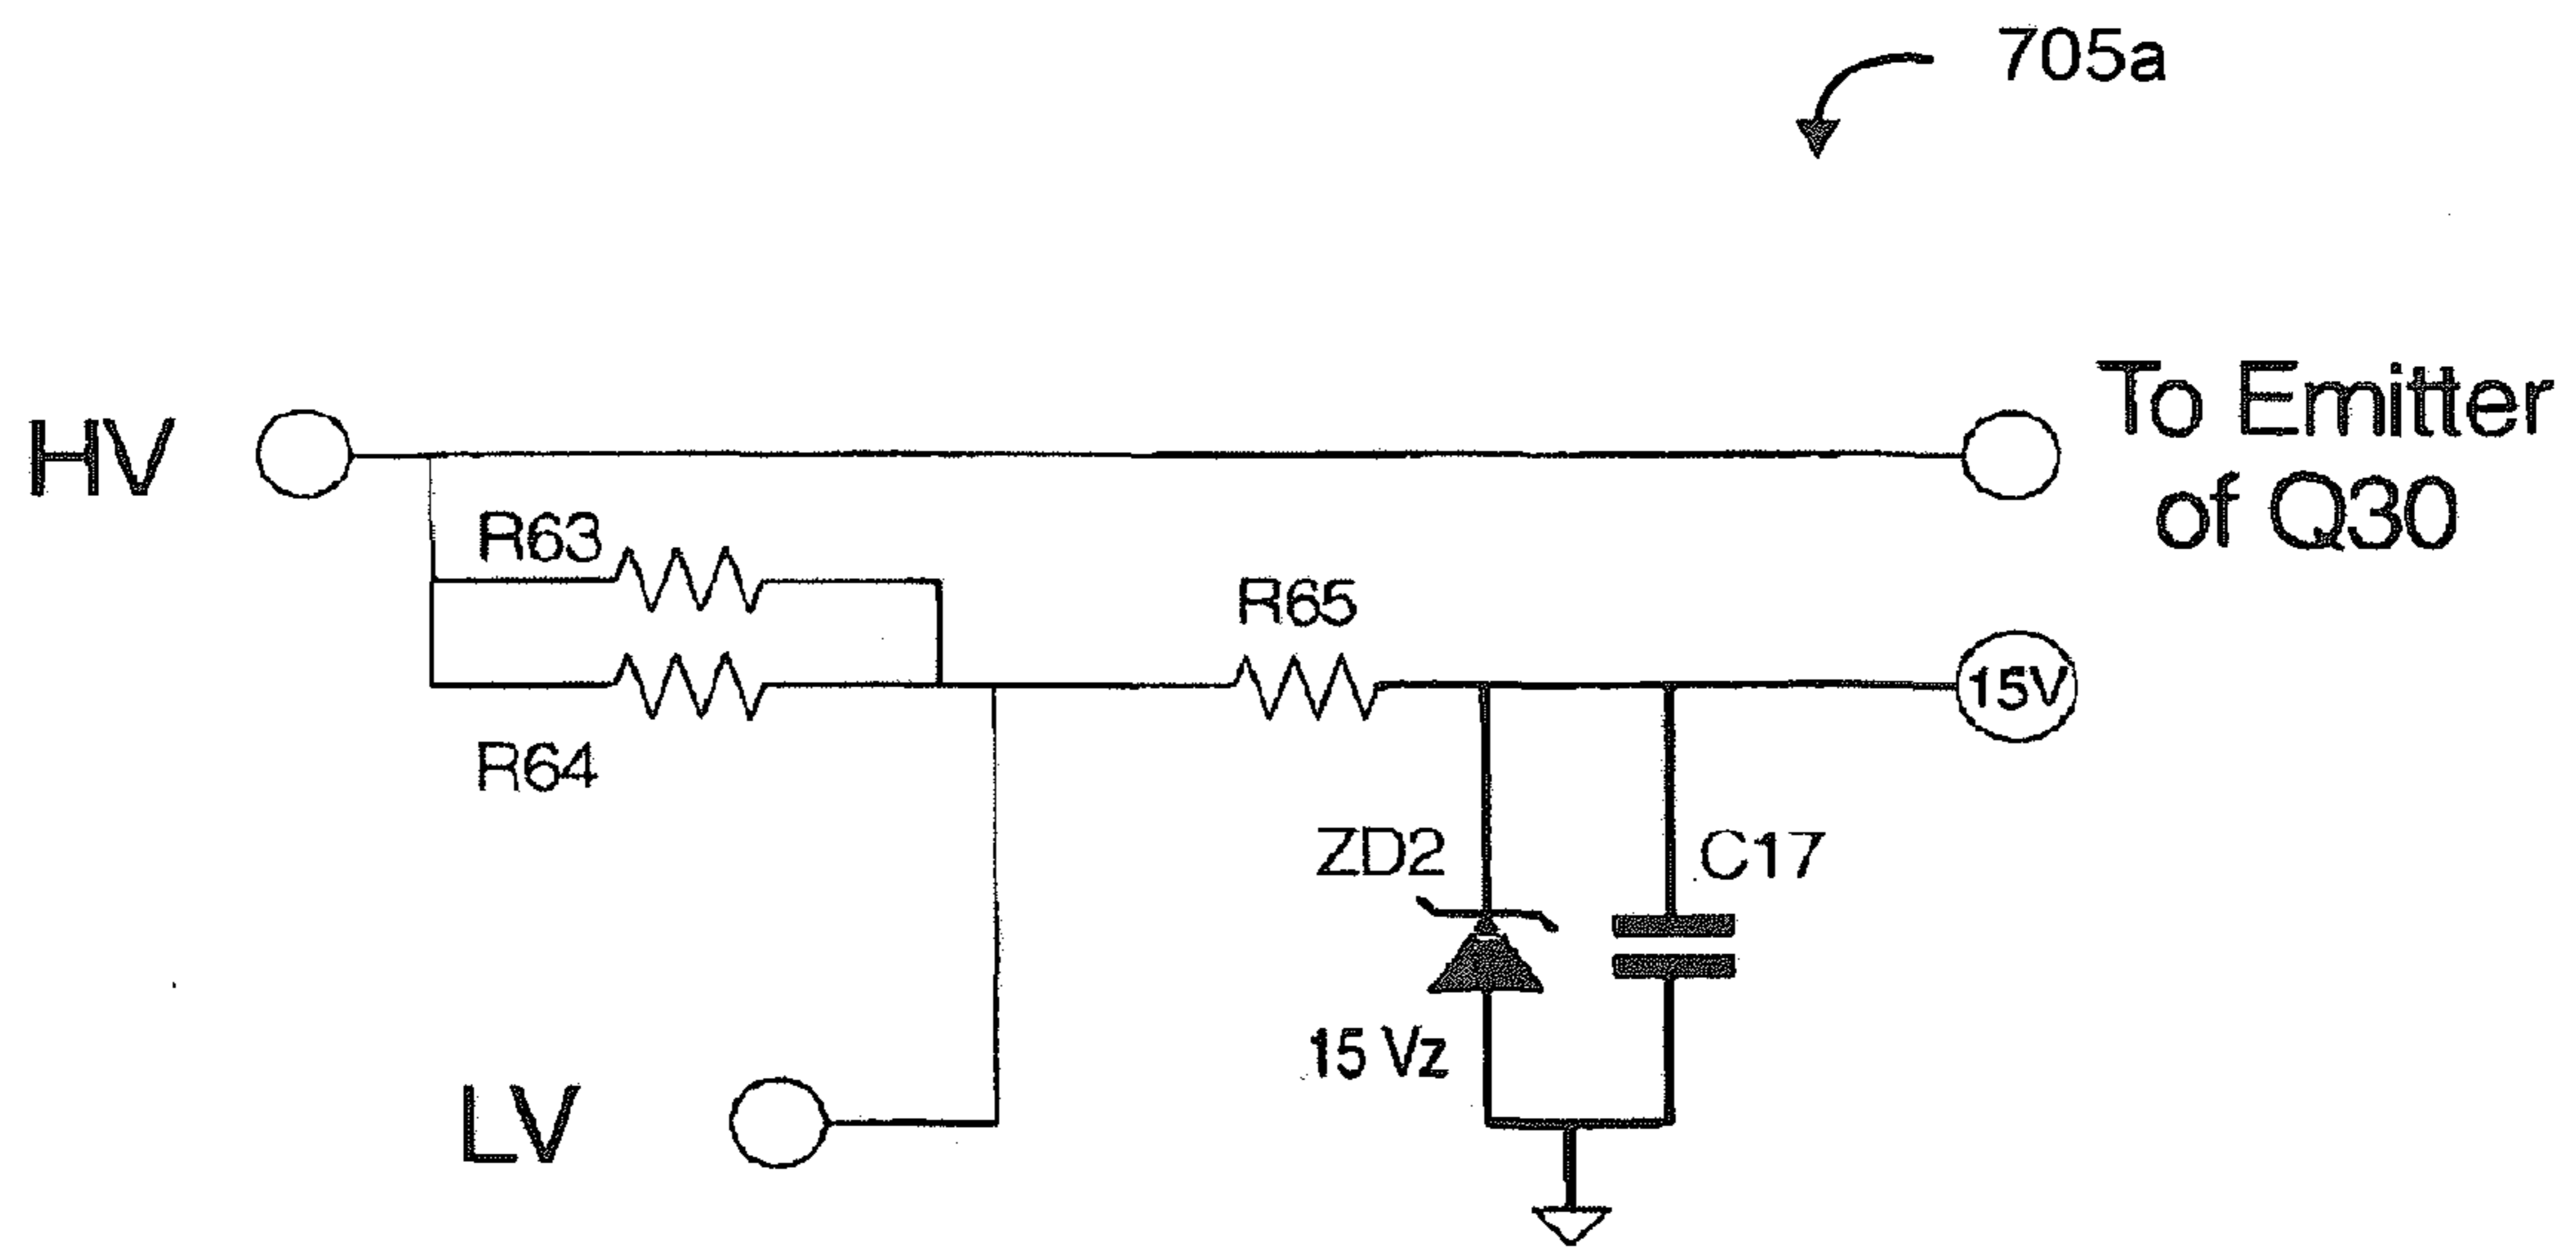 705a
HV
To Emitter
of Q30
R63
R65
15V
R64
ZD2
C17
15 Vz
LV